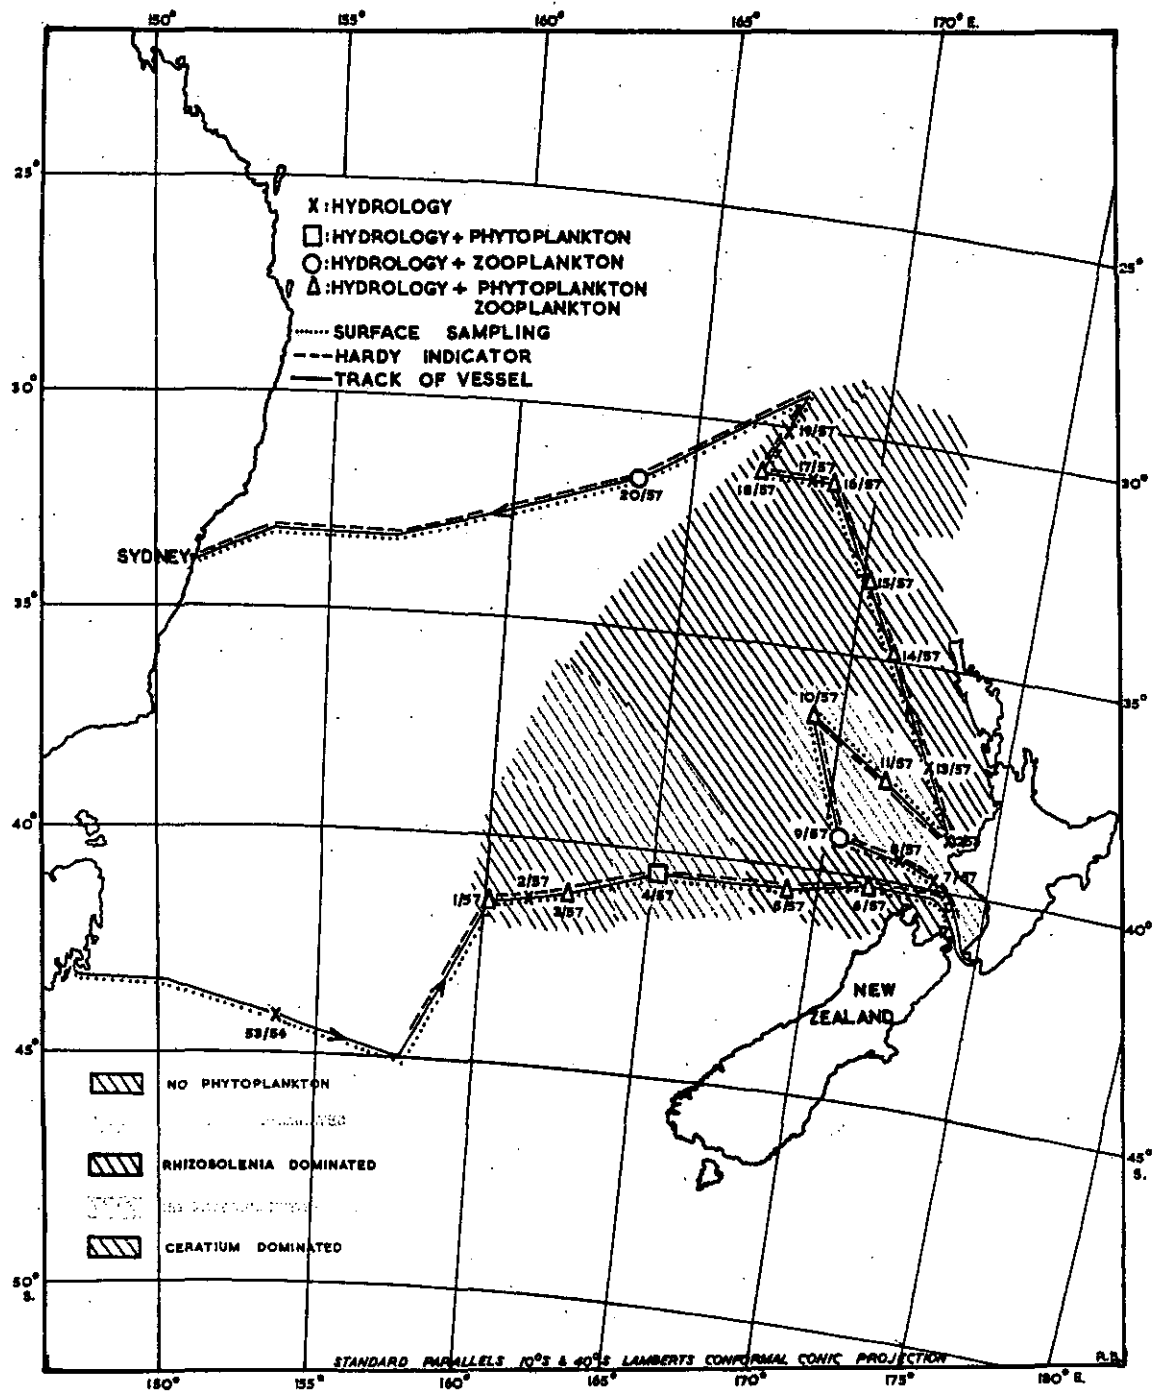 150° 155° 160° 165° 170° E.
25°
X:HYDROLOGY
□:HYDROLOGY + PHYTOPLANKTON
○:HYDROLOGY + ZOOPLANKTON
△:HYDROLOGY + PHYTOPLANKTON
ZOOPLANKTON
SURFACE SAMPLING
HARDY INDICATOR
TRACK OF VESSEL
25°
30°
19/57
17/57
18/57
16/57
20/57
30°
SYDNEY
15/57
35°
14/57
10/57
35°
11/57
13/57
40°
9/57
8/57
7/57
1/57
2/57
3/57
4/57
5/57
6/57
40°
NEW
ZEALAND
53/54
45°
NO PHYTOPLANKTON
RHIZOSOLENIA DOMINATED
45°
S.
CERATIUM DOMINATED
50°
S.
STANDARD PARALLELS 10°S & 40°S LAMBERTS CONFORMAL CONIC PROJECTION
150° 155° 160° 165° 170° 175° 180° E.